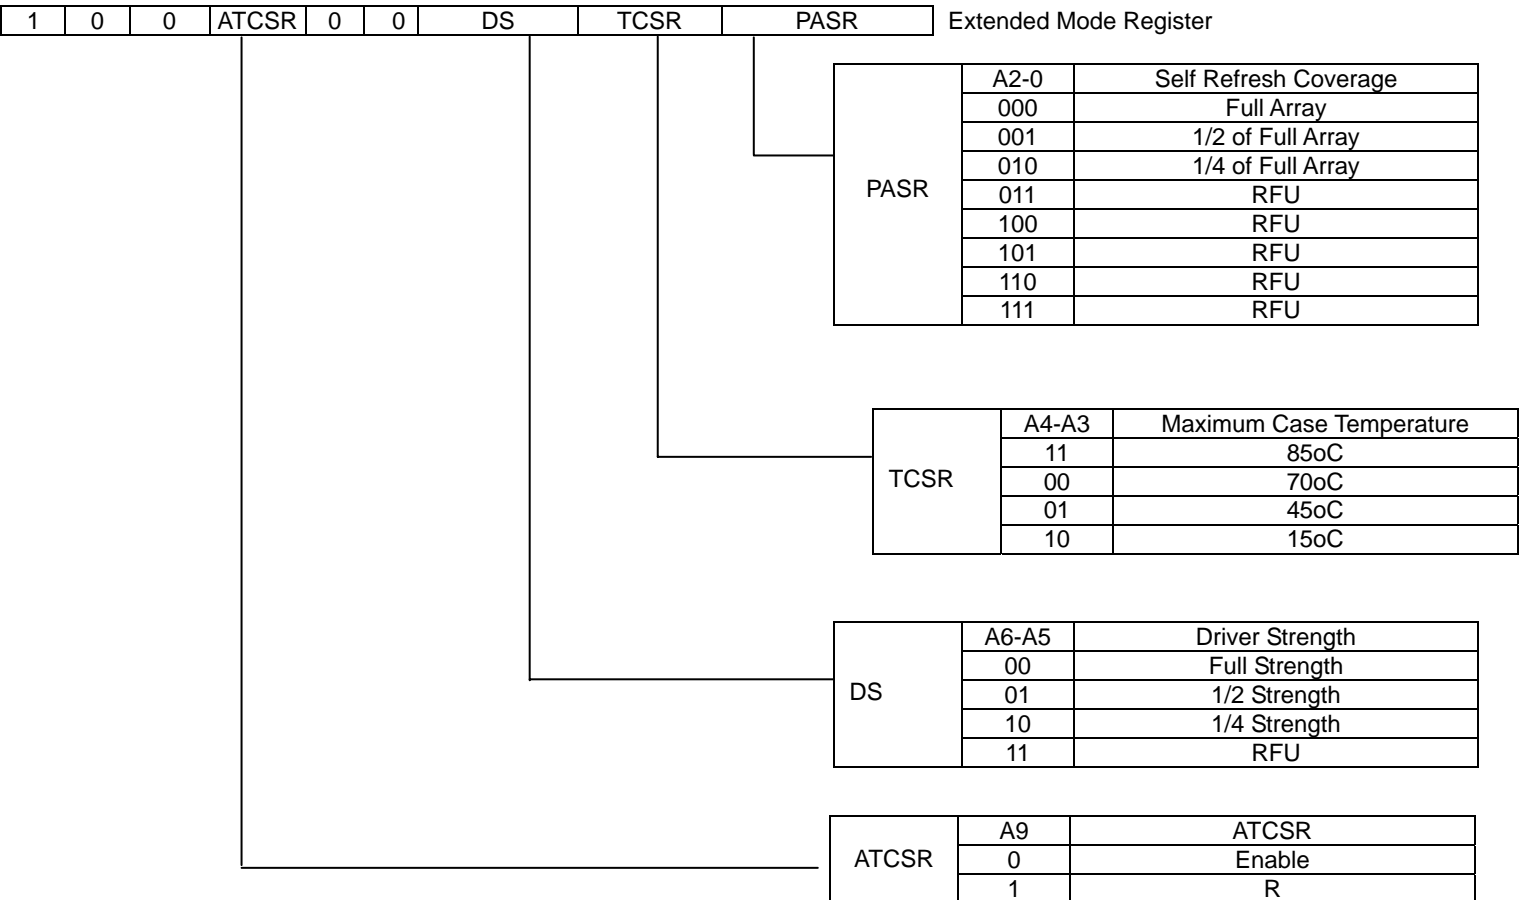 1 0 0 ATCSR 0 0 DS TCSR PASR Extended Mode Register
PASR
A2-0 Self Refresh Coverage
000 Full Array
001 1/2 of Full Array
010 1/4 of Full Array
011 RFU
100 RFU
101 RFU
110 RFU
111 RFU
TCSR
A4-A3 Maximum Case Temperature
11 85oC
00 70oC
01 45oC
10 15oC
DS
A6-A5 Driver Strength
00 Full Strength
01 1/2 Strength
10 1/4 Strength
11 RFU
ATCSR
A9 ATCSR
0 Enable
1 R